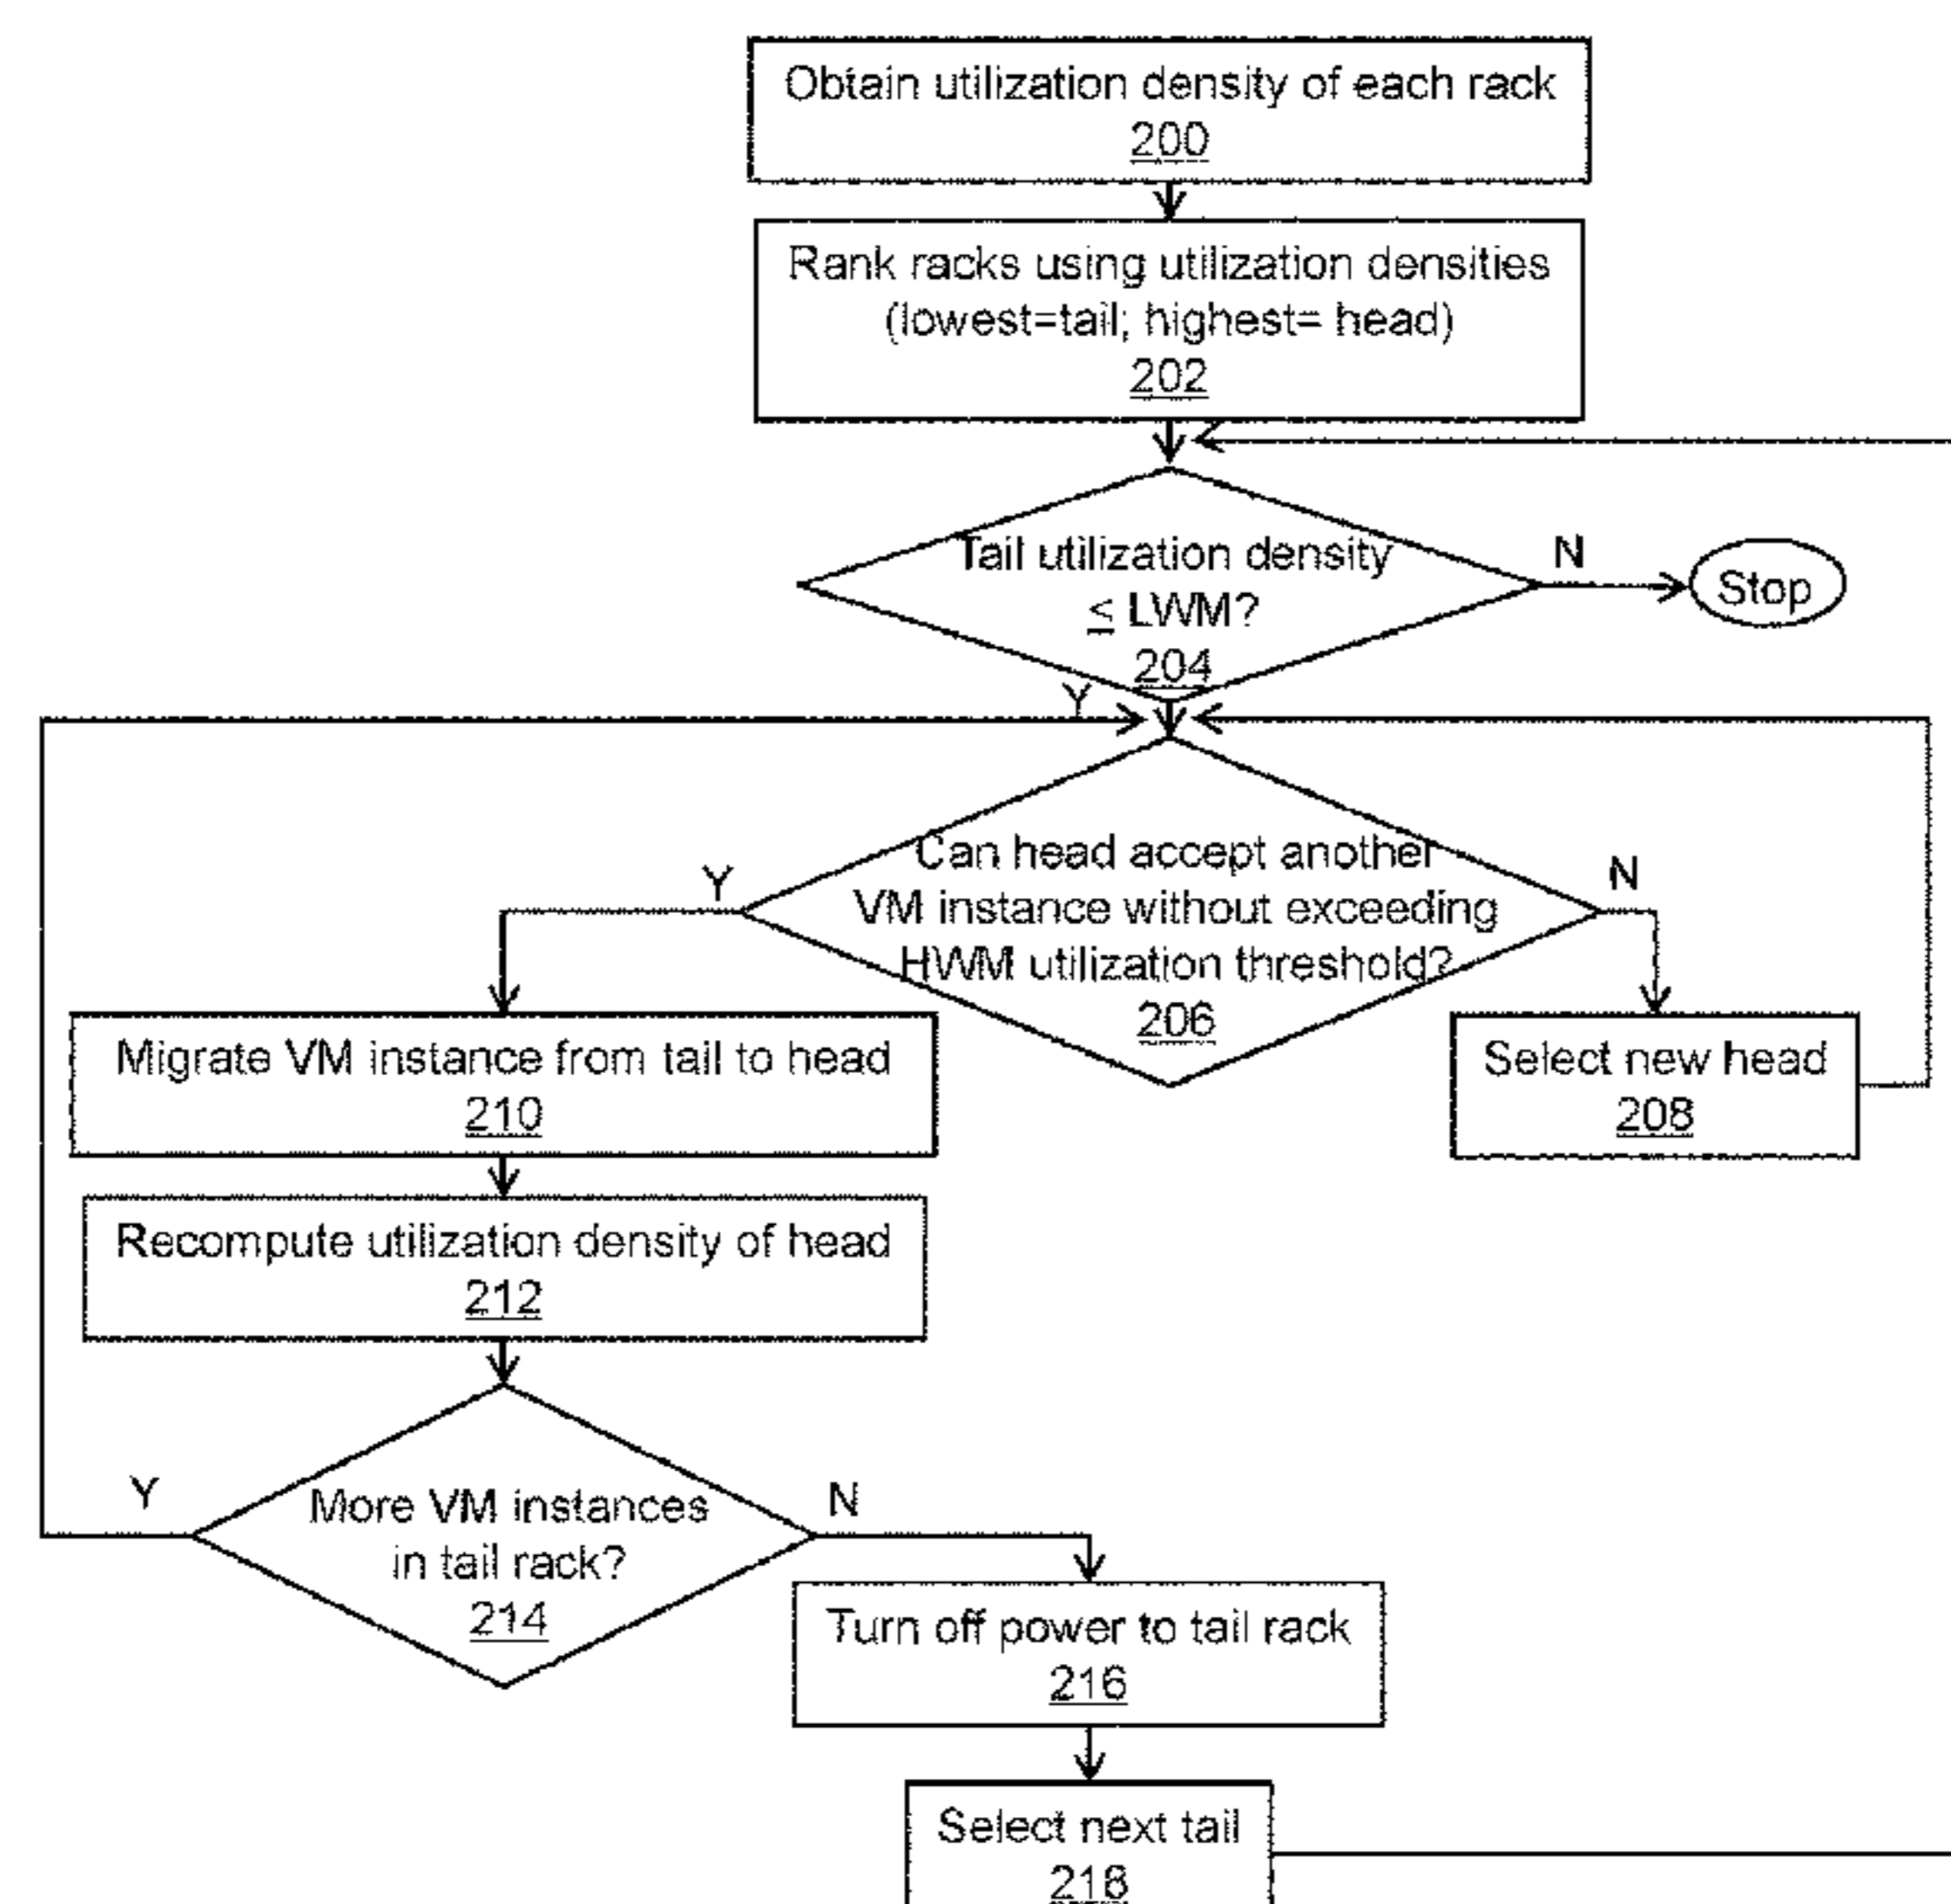 Obtain utilization density of each rack
200
Rank racks using utilization densities
(lowest=tail; highest= head)
202
Tail utilization density
≤ LWM?
204
N
Stop
Y
Can head accept another
VM instance without exceeding
HWM utilization threshold?
206
Y
N
Migrate VM instance from tail to head
210
Select new head
208
Recompute utilization density of head
212
More VM instances
in tail rack?
214
Y
N
Turn off power to tail rack
216
Select next tail
218